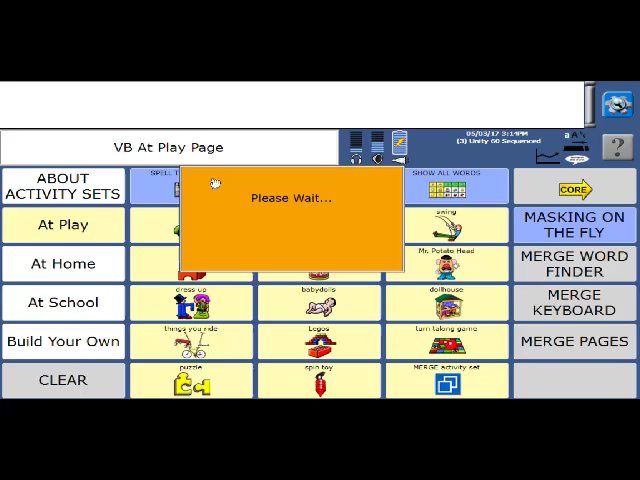 05/03/17 3:14PM
(3) Unity 60 Sequenced
VB At Play Page
?
ABOUT
ACTIVITY SETS
SPELL T
SHOW ALL WORDS
CORE
Please Wait...
At Play
swing
MASKING ON
THE FLY
At Home
Mr. Potato Head
MERGE WORD
FINDER
At School
dress up
babydolls
dollhouse
MERGE
KEYBOARD
Build Your Own
things you ride
Legos
turn taking game
MERGE PAGES
CLEAR
puzzle
spin toy
MERGE activity set